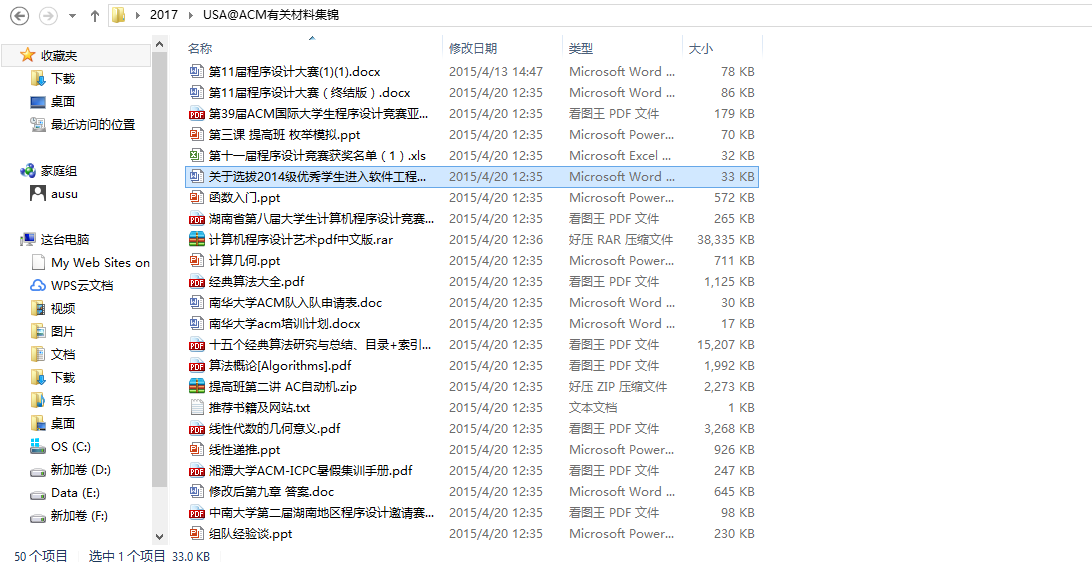 2017 USA@ACM有关材料集锦
名称 修改日期 类型 大小
收藏夹
下载
桌面
最近访问的位置
家庭组
ausu
这台电脑
My Web Sites on
WPS云文档
视频
图片
文档
下载
音乐
桌面
OS (C:)
新加卷 (D:)
Data (E:)
新加卷 (F:)
第11届程序设计大赛(1)(1).docx 2015/4/13 14:47 Microsoft Word ... 78 KB
第11届程序设计大赛（终结版）.docx 2015/4/20 12:35 Microsoft Word ... 86 KB
第39届ACM国际大学生程序设计竞赛亚... 2015/4/20 12:35 看图王 PDF 文件 179 KB
第三课 提高班 枚举模拟.ppt 2015/4/20 12:35 Microsoft Power... 70 KB
第十一届程序设计竞赛获奖名单（1）.xls 2015/4/20 12:35 Microsoft Excel ... 32 KB
关于选拔2014级优秀学生进入软件工程... 2015/4/20 12:35 Microsoft Word ... 33 KB
函数入门.ppt 2015/4/20 12:35 Microsoft Power... 572 KB
湖南省第八届大学生计算机程序设计竞赛... 2015/4/20 12:35 看图王 PDF 文件 265 KB
计算机程序设计艺术pdf中文版.rar 2015/4/20 12:36 好压 RAR 压缩文件 38,335 KB
计算几何.ppt 2015/4/20 12:35 Microsoft Power... 711 KB
经典算法大全.pdf 2015/4/20 12:35 看图王 PDF 文件 1,125 KB
南华大学ACM队入队申请表.doc 2015/4/20 12:35 Microsoft Word ... 30 KB
南华大学acm培训计划.docx 2015/4/20 12:35 Microsoft Word ... 17 KB
十五个经典算法研究与总结、目录+索引... 2015/4/20 12:35 看图王 PDF 文件 15,207 KB
算法概论[Algorithms].pdf 2015/4/20 12:35 看图王 PDF 文件 1,992 KB
提高班第二讲 AC自动机.zip 2015/4/20 12:35 好压 ZIP 压缩文件 2,273 KB
推荐书籍及网站.txt 2015/4/20 12:35 文本文档 1 KB
线性代数的几何意义.pdf 2015/4/20 12:35 看图王 PDF 文件 3,268 KB
线性递推.ppt 2015/4/20 12:35 Microsoft Power... 926 KB
湘潭大学ACM-ICPC暑假集训手册.pdf 2015/4/20 12:35 看图王 PDF 文件 247 KB
修改后第九章 答案.doc 2015/4/20 12:35 Microsoft Word ... 645 KB
中南大学第二届湖南地区程序设计邀请赛... 2015/4/20 12:35 看图王 PDF 文件 98 KB
组队经验谈.ppt 2015/4/20 12:35 Microsoft Power... 230 KB
50 个项目 选中 1 个项目 33.0 KB